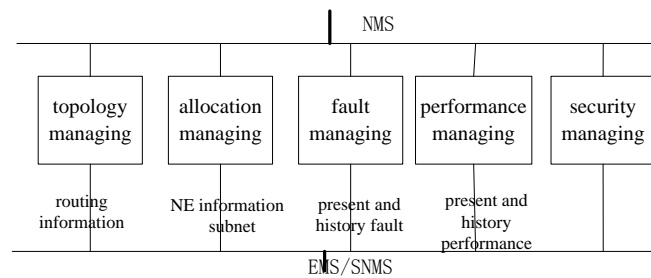 NMS
topology
managing
allocation
managing
fault
managing
performance
managing
security
managing
routing
information
NE information
subnet
present and
history fault
present and
history
performance
EMS/SNMS